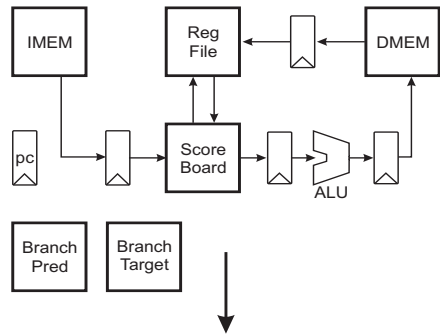 IMEM
Reg
File
DMEM
pc
Score
Board
ALU
Branch
Pred
Branch
Target